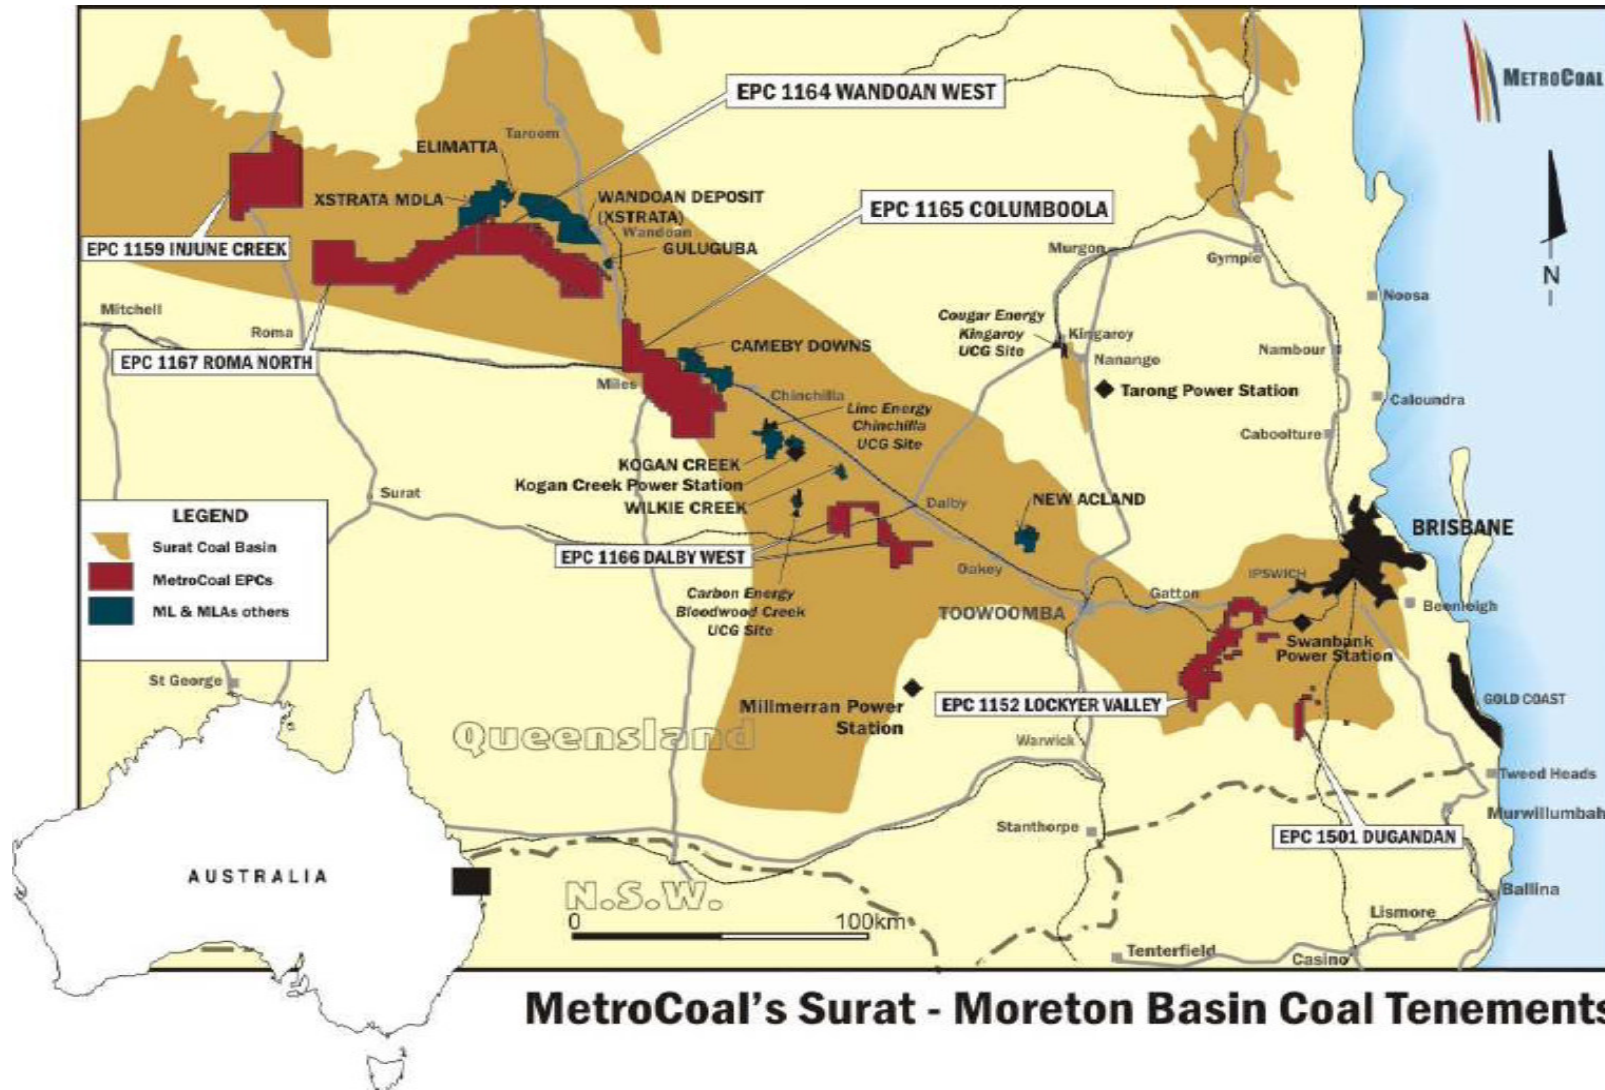 METROCOAL
EPC 1164 WANDOAN WEST
Taroom
ELIMATTA
XSTRATA MDLA
WANDOAN DEPOSIT
(XSTRATA)
Wandoan
EPC 1165 COLUMBOOLA
EPC 1159 INJUNE CREEK
GULUGUBA
Murgon
Gympie
N
Noosa
Mitchell
Roma
EPC 1167 ROMA NORTH
CAMEBY DOWNS
Cougar Energy
Kingaroy
UCG Site
Kingaroy
Nanango
Nambour
Miles
Chinchilla
Tarong Power Station
Caloundra
Linc Energy
Chinchilla
UCG Site
Caboolture
KOGAN CREEK
Kogan Creek Power Station
WILKIE CREEK
Surat
Dalby
NEW ACLAND
BRISBANE
LEGEND
Surat Coal Basin
MetroCoal EPCs
ML & MLAs others
EPC 1166 DALBY WEST
Oakey
IPSWICH
Gatton
Carbon Energy
Bloodwood Creek
UCG Site
TOOWOOMBA
Beenleigh
Swanbank
Power Station
St George
Millmerran Power
Station
EPC 1152 LOCKYER VALLEY
GOLD COAST
Queensland
Warwick
Tweed Heads
Murwillumbah
Stanthorpe
EPC 1501 DUGANDAN
AUSTRALIA
N.S.W.
0 100km
Ballina
Lismore
Tenterfield
Casino
MetroCoal's Surat - Moreton Basin Coal Tenements